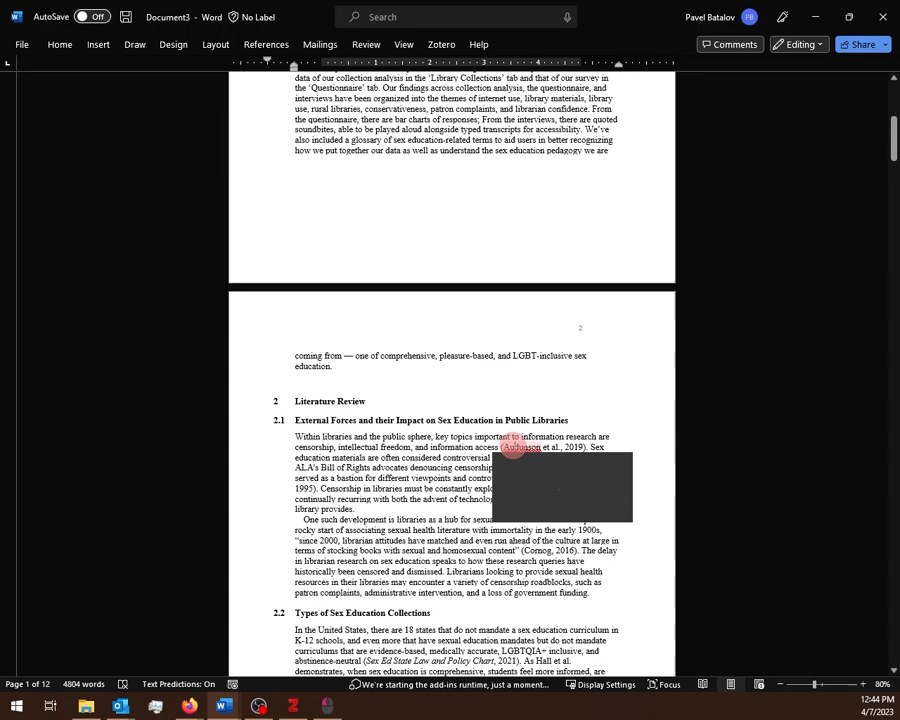 AutoSave Off Document3 - Word No Label Search Pavel Batalov PB
File Home Insert Draw Design Layout References Mailings Review View Zotero Help Comments Editing Share
1 2 3 4
data of our collection analysis in the ‘Library Collections’ tab and that of our survey in
the ‘Questionnaire’ tab. Our findings across collection analysis, the questionnaire, and
interviews have been organized into the themes of internet use, library materials, library
use, rural libraries, conservativeness, patron complaints, and librarian confidence. From
the questionnaire, there are bar charts of responses; From the interviews, there are quoted
soundbites, able to be played aloud alongside typed transcripts for accessibility. We’ve
also included a glossary of sex education-related terms to aid users in better recognizing
how we put together our data as well as understand the sex education pedagogy we are
2
coming from — one of comprehensive, pleasure-based, and LGBT-inclusive sex
education.
2 Literature Review
2.1 External Forces and their Impact on Sex Education in Public Libraries
Within libraries and the public sphere, key topics important to information research are
censorship, intellectual freedom, and information access et al., 2019). Sex
education materials are often considered controversial
ALA's Bill of Rights advocates denouncing censorship
served as a bastion for different viewpoints and
1995). Censorship in libraries must be constantly
continually recurring with both the advent of
library provides.
One such development is libraries as a hub for
rocky start of associating sexual health literature with immortality in the early 1900s,
“since 2000, librarian attitudes have matched and even run ahead of the culture at large in
terms of stocking books with sexual and homosexual content” (Cornog, 2016). The delay
in librarian research on sex education speaks to how these research queries have
historically been censored and dismissed. Librarians looking to provide sexual health
resources in their libraries may encounter a variety of censorship roadblocks, such as
patron complaints, administrative intervention, and a loss of government funding.
2.2 Types of Sex Education Collections
In the United States, there are 18 states that do not mandate a sex education curriculum in
K-12 schools, and even more that have sexual education mandates but do not mandate
curriculums that are evidence-based, medically accurate, LGBTQIA+ inclusive, and
abstinence-neutral (Sex Ed State Law and Policy Chart, 2021). As Hall et al.
demonstrates, when sex education is comprehensive, students feel more informed, are
Page 1 of 12 4804 words Text Predictions: On We're starting the add-ins runtime, just a moment... Display Settings Focus 80%
12:44 PM
4/7/2023